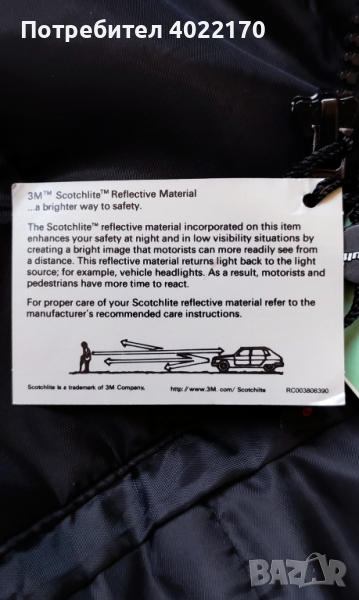 Потребител 4022170
3M™ Scotchlite™ Reflective Material
...a brighter way to safety.
The Scotchlite™ reflective material incorporated on this item
enhances your safety at night and in low visibility situations by
creating a bright image that motorists can more readily see from
a distance. This reflective material returns light back to the light
source; for example, vehicle headlights. As a result, motorists and
pedestrians have more time to react.
For proper care of your Scotchlite reflective material refer to the
manufacturer's recommended care instructions.
Scotchlite is a trademark of 3M Company. http://www.3M.com/Scotchlite RC003806390
BAZAR